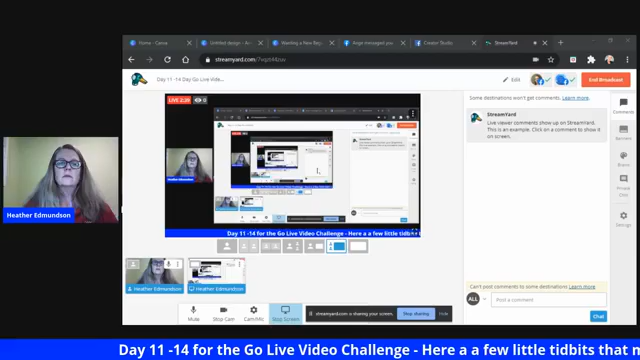 Home - Canva
Untitled design - A
Wanting a New Beg
Ange messaged you
Creator Studio
StreamYard
streamyard.com/
Day 11 -14 Day Go Live Vide...
Edit
End Broadcast
Some destinations won't get comments. Learn more.
LIVE
StreamYard
Live viewer comments show up on StreamYard.
This is an example. Click on a comment to show it
on screen.
Comments
Banners
Brand
Private
Chat
Settings
Heather Edmundson
Heather Edmundson
Day 11 -14 for the Go Live Video Challenge - Here a a few little tidbits
Heather Edmundson
You
Heather Edmundson
Can't post comments to some destinations Learn more.
ALL
Post a comment
Chat
Mute
Stop Cam
Cam/Mic
Stop Screen
streamyard.com is sharing your screen.
Stop sharing
Hide
Day 11 -14 for the Go Live Video Challenge - Here a a few little tidbits that